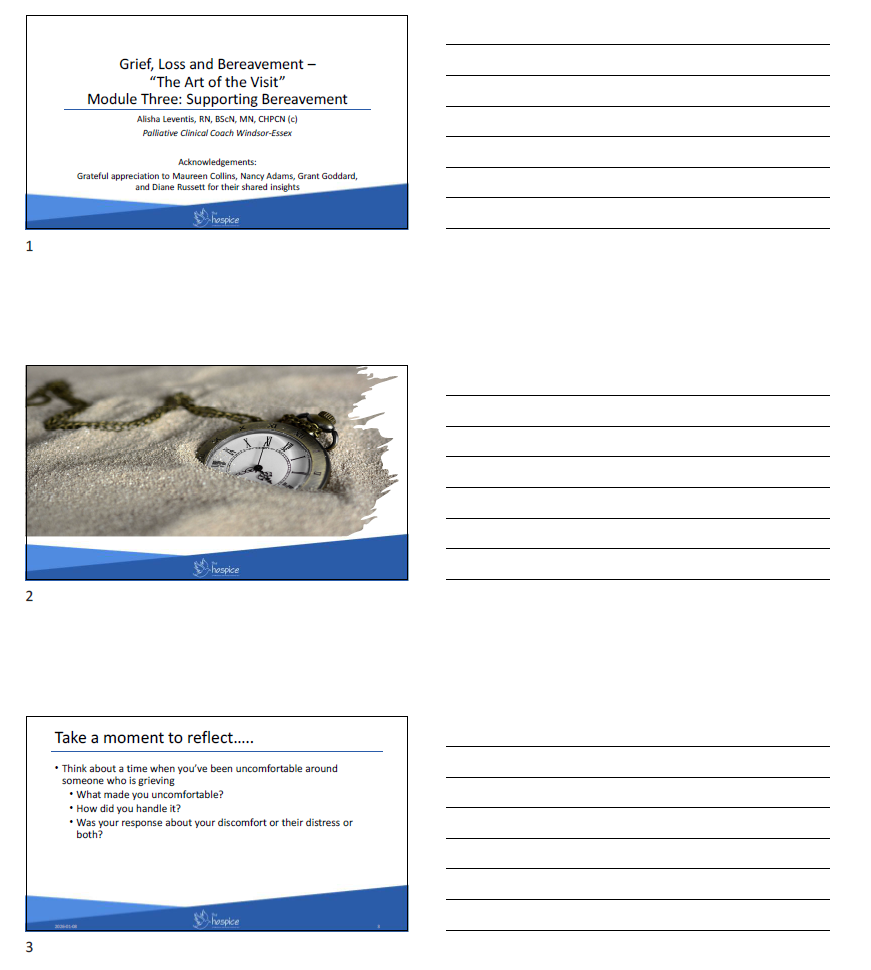 Grief, Loss and Bereavement –
“The Art of the Visit”
Module Three: Supporting Bereavement
Alisha Leventis, RN, BScN, MN, CHPCN (c)
Palliative Clinical Coach Windsor-Essex
Acknowledgements:
Grateful appreciation to Maureen Collins, Nancy Adams, Grant Goddard,
and Diane Russett for their shared insights
hospice
1
hospice
2
Take a moment to reflect…..
• Think about a time when you’ve been uncomfortable around
someone who is grieving
• What made you uncomfortable?
• How did you handle it?
• Was your response about your discomfort or their distress or
both?
hospice
3
3